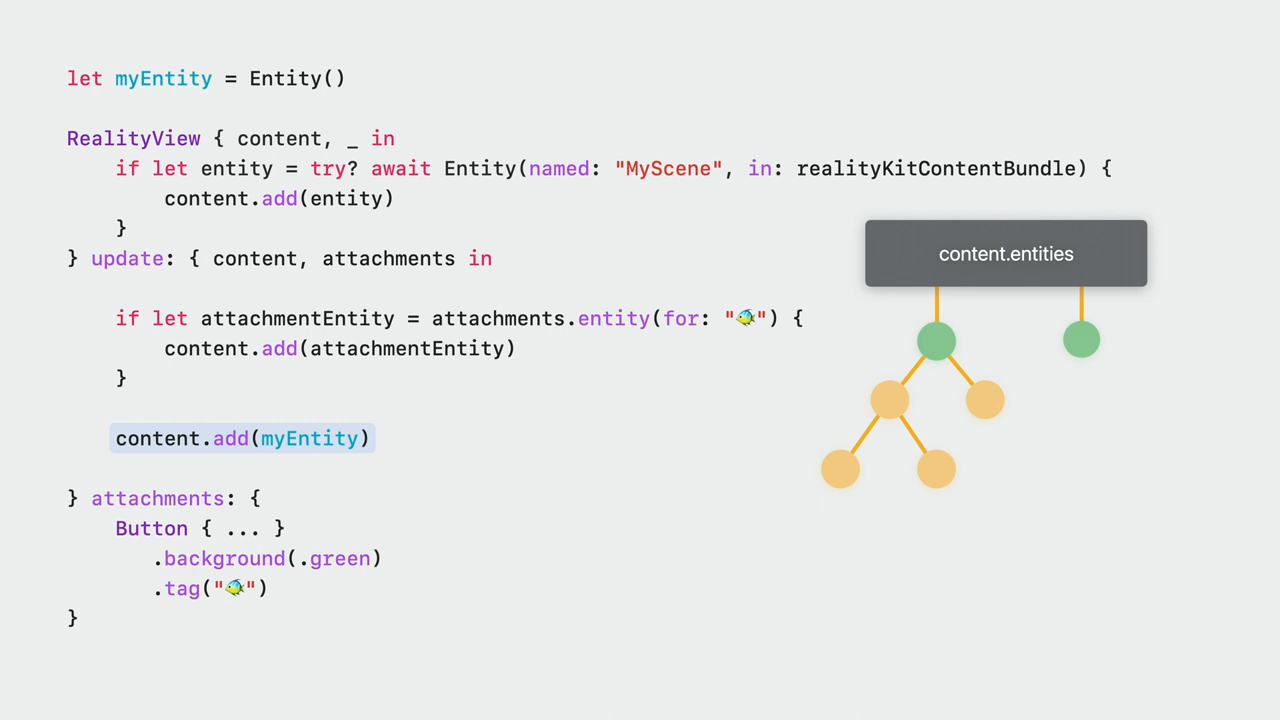 let myEntity = Entity()
RealityView { content, _ in
    if let entity = try? await Entity(named: "MyScene", in: realityKitContentBundle) {
        content.add(entity)
    }
} update: { content, attachments in
    if let attachmentEntity = attachments.entity(for: "🐠") {
        content.add(attachmentEntity)
    }
    content.add(myEntity)
} attachments: {
    Button { ... }
       .background(.green)
       .tag("🐠")
}
content.entities